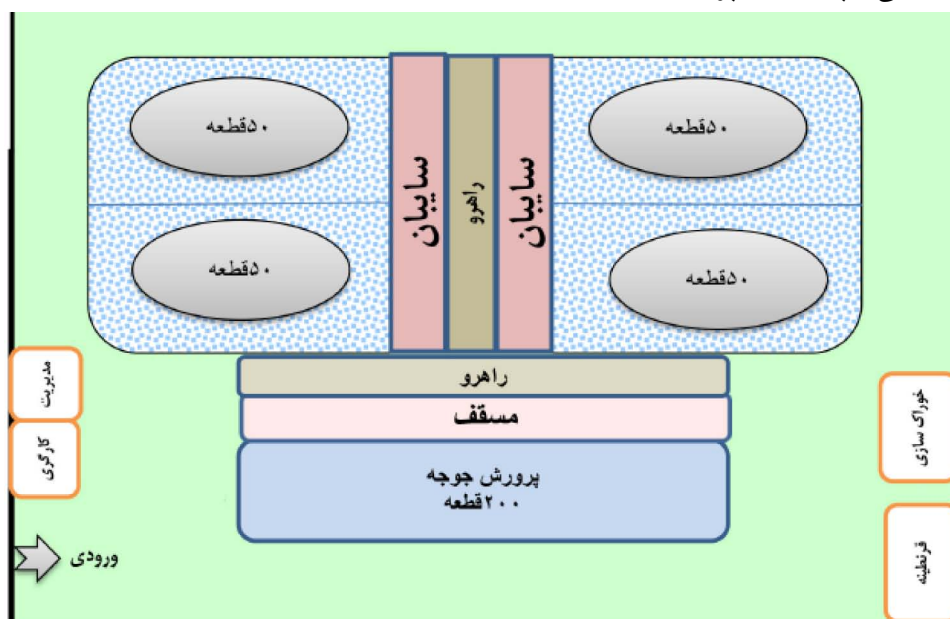 ۵۰قطعه
۵۰قطعه
سایبان
راهرو
سایبان
۵۰قطعه
۵۰قطعه
راهرو
مسقف
پرورش جوجه
۲۰۰قطعه
خوراک سازی
قرنطینه
مدیریت
کارگری
ورودی